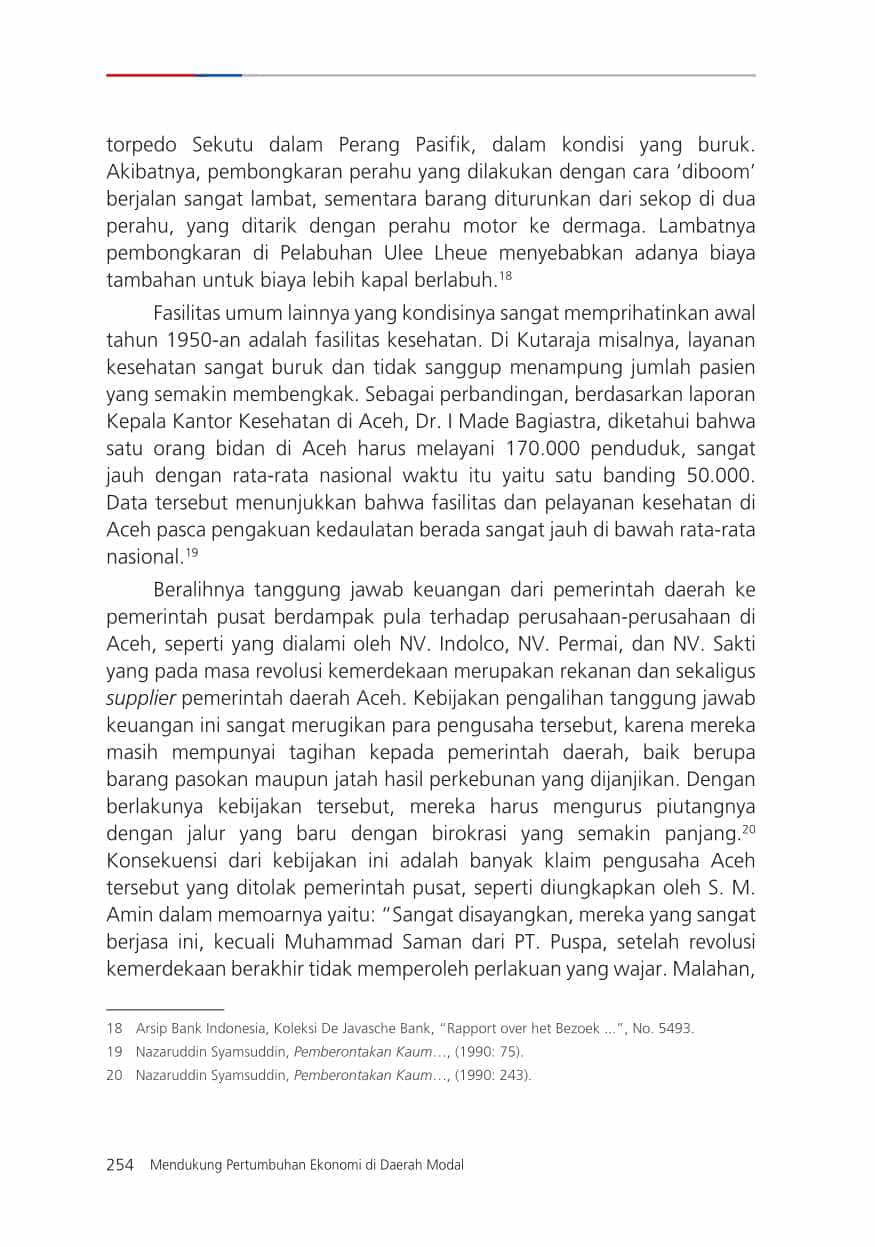 torpedo Sekutu dalam Perang Pasifik, dalam kondisi yang buruk.
Akibatnya, pembongkaran perahu yang dilakukan dengan cara ‘diboom’
berjalan sangat lambat, sementara barang diturunkan dari sekop di dua
perahu, yang ditarik dengan perahu motor ke dermaga. Lambatnya
pembongkaran di Pelabuhan Ulee Lheue menyebabkan adanya biaya
tambahan untuk biaya lebih kapal berlabuh.18
Fasilitas umum lainnya yang kondisinya sangat memprihatinkan awal
tahun 1950-an adalah fasilitas kesehatan. Di Kutaraja misalnya, layanan
kesehatan sangat buruk dan tidak sanggup menampung jumlah pasien
yang semakin membengkak. Sebagai perbandingan, berdasarkan laporan
Kepala Kantor Kesehatan di Aceh, Dr. I Made Bagiastra, diketahui bahwa
satu orang bidan di Aceh harus melayani 170.000 penduduk, sangat
jauh dengan rata-rata nasional waktu itu yaitu satu banding 50.000.
Data tersebut menunjukkan bahwa fasilitas dan pelayanan kesehatan di
Aceh pasca pengakuan kedaulatan berada sangat jauh di bawah rata-rata
nasional.19
Beralihnya tanggung jawab keuangan dari pemerintah daerah ke
pemerintah pusat berdampak pula terhadap perusahaan-perusahaan di
Aceh, seperti yang dialami oleh NV. Indolco, NV. Permai, dan NV. Sakti
yang pada masa revolusi kemerdekaan merupakan rekanan dan sekaligus
supplier pemerintah daerah Aceh. Kebijakan pengalihan tanggung jawab
keuangan ini sangat merugikan para pengusaha tersebut, karena mereka
masih mempunyai tagihan kepada pemerintah daerah, baik berupa
barang pasokan maupun jatah hasil perkebunan yang dijanjikan. Dengan
berlakunya kebijakan tersebut, mereka harus mengurus piutangnya
dengan jalur yang baru dengan birokrasi yang semakin panjang.20
Konsekuensi dari kebijakan ini adalah banyak klaim pengusaha Aceh
tersebut yang ditolak pemerintah pusat, seperti diungkapkan oleh S. M.
Amin dalam memoarnya yaitu: “Sangat disayangkan, mereka yang sangat
berjasa ini, kecuali Muhammad Saman dari PT. Puspa, setelah revolusi
kemerdekaan berakhir tidak memperoleh perlakuan yang wajar. Malahan,
18 Arsip Bank Indonesia, Koleksi De Javasche Bank, “Rapport over het Bezoek ...”, No. 5493.
19 Nazaruddin Syamsuddin, Pemberontakan Kaum…, (1990: 75).
20 Nazaruddin Syamsuddin, Pemberontakan Kaum…, (1990: 243).
254 Mendukung Pertumbuhan Ekonomi di Daerah Modal